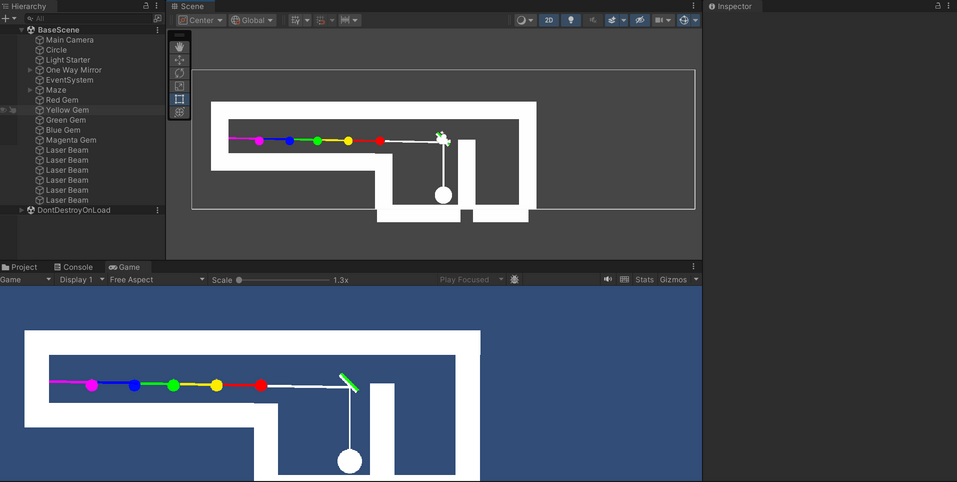 Hierarchy
All
BaseScene
Main Camera
Circle
Light Starter
One Way Mirror
EventSystem
Maze
Red Gem
Yellow Gem
Green Gem
Blue Gem
Magenta Gem
Laser Beam
Laser Beam
Laser Beam
Laser Beam
Laser Beam
Laser Beam
DontDestroyOnLoad
Scene
Center Global 2D
Inspector
Project Console Game
Game Display 1 Free Aspect Scale 1.3x Play Focused Stats Gizmos